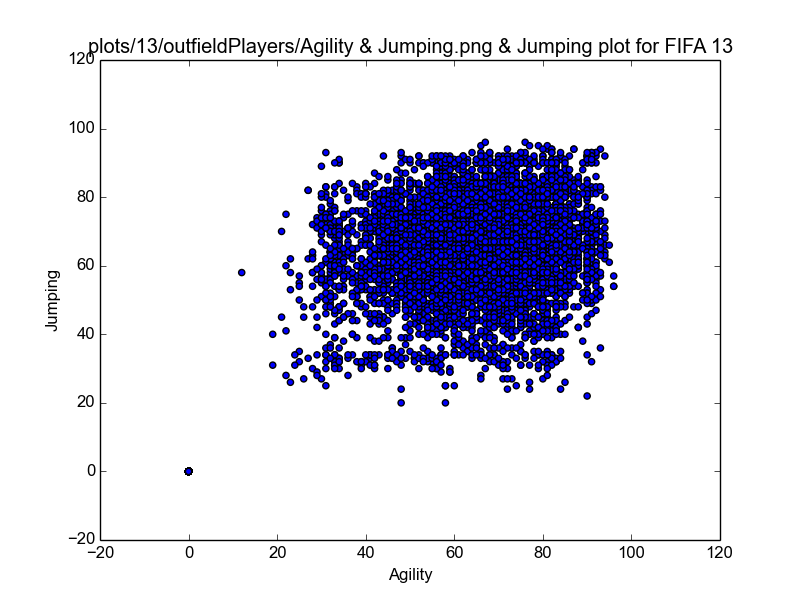 plots/13/outfieldPlayers/Agility & Jumping.png & Jumping plot for FIFA 13
120
100
80
60
40
20
0
−20
Jumping
−20 0 20 40 60 80 100 120
Agility